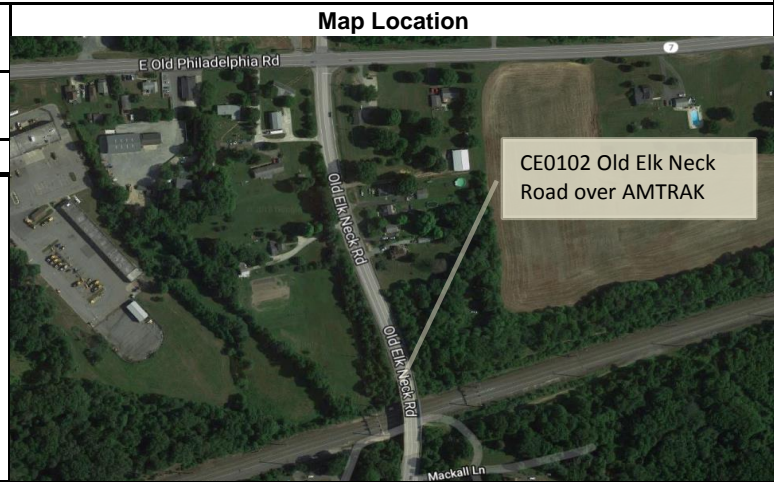 Map Location
E Old Philadelphia Rd
7
CE0102 Old Elk Neck
Road over AMTRAK
Old Elk Neck Rd
Old Elk Neck Rd
Mackall Ln